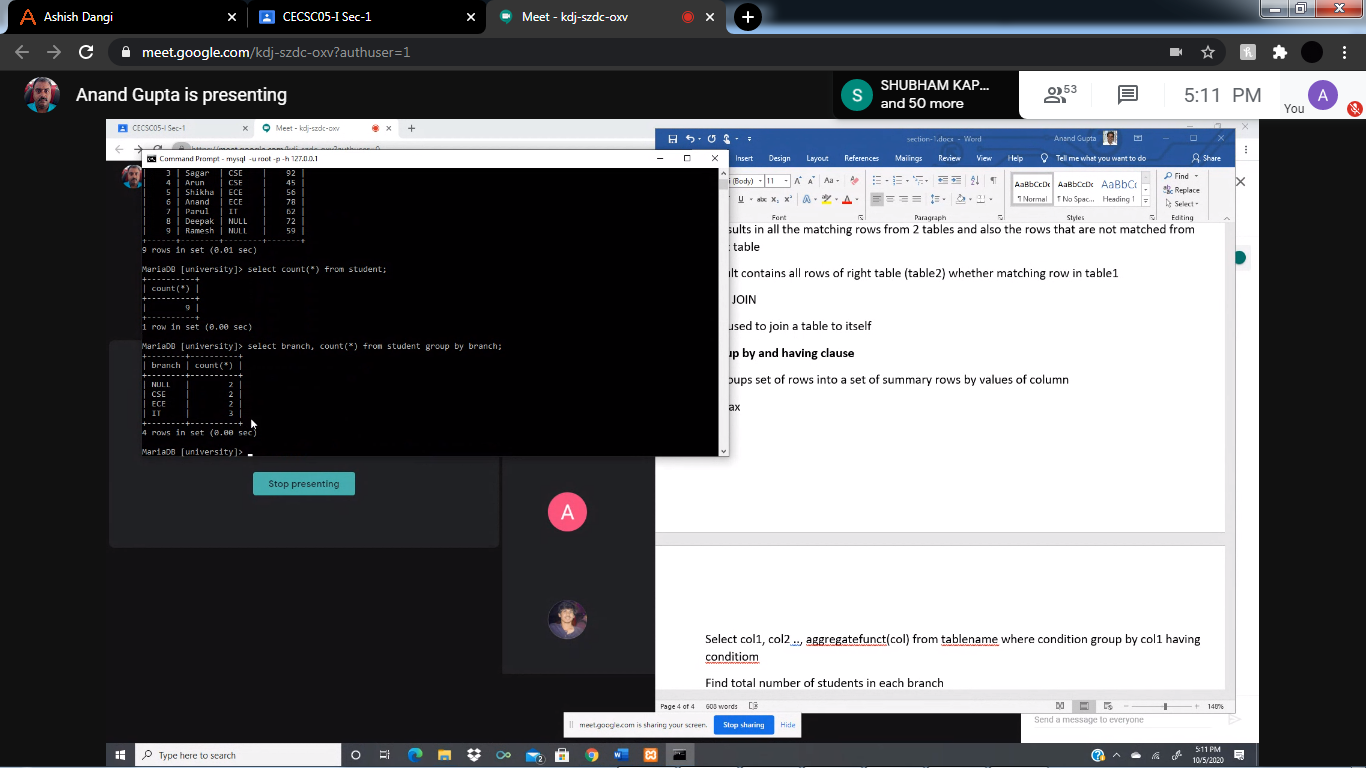 Ashish Dangi
CECSC05-I Sec-1
Meet - kdj-szdc-oxv
meet.google.com/kdj-szdc-oxv?authuser=1
Anand Gupta is presenting
S
SHUBHAM KAP...
and 50 more
53
5:11 PM
You
A
CECSC05-I Sec-1
Meet - kdj-szdc-oxv
Command Prompt - mysql -u root -p -h 127.0.0.1
| 3 | Sagar | CSE | 92 |
| 4 | Arun | CSE | 45 |
| 5 | Shikha | ECE | 56 |
| 6 | Anand | ECE | 78 |
| 7 | Parul | IT | 62 |
| 8 | Deepak | NULL | 72 |
| 9 | Ramesh | NULL | 59 |
+------+--------+--------+-------+
9 rows in set (0.01 sec)
MariaDB [university]> select count(*) from student;
+----------+
| count(*) |
+----------+
| 9 |
+----------+
1 row in set (0.00 sec)
MariaDB [university]> select branch, count(*) from student group by branch;
+--------+----------+
| branch | count(*) |
+--------+----------+
| NULL | 2 |
| CSE | 2 |
| ECE | 2 |
| IT | 3 |
+--------+----------+
4 rows in set (0.00 sec)
MariaDB [university]>
Stop presenting
A
section-1.docx - Word
Anand Gupta
Insert Design Layout References Mailings Review View Help Tell me what you want to do Share
(Body) 11 Aa
Font Paragraph Styles Editing
AaBbCcDc AaBbCcDc AaBbCc
¶ Normal ¶ No Spac... Heading 1
Find
Replace
Select
sults in all the matching rows from 2 tables and also the rows that are not matched from
t table
ult contains all rows of right table (table2) whether matching row in table1
JOIN
used to join a table to itself
up by and having clause
oups set of rows into a set of summary rows by values of column
ax
Select col1, col2 .., aggregatefunct(col) from tablename where condition group by col1 having
conditiom
Find total number of students in each branch
Page 4 of 4 608 words
148%
Send a message to everyone
meet.google.com is sharing your screen.
Stop sharing
Hide
Type here to search
2
5:11 PM
10/5/2020